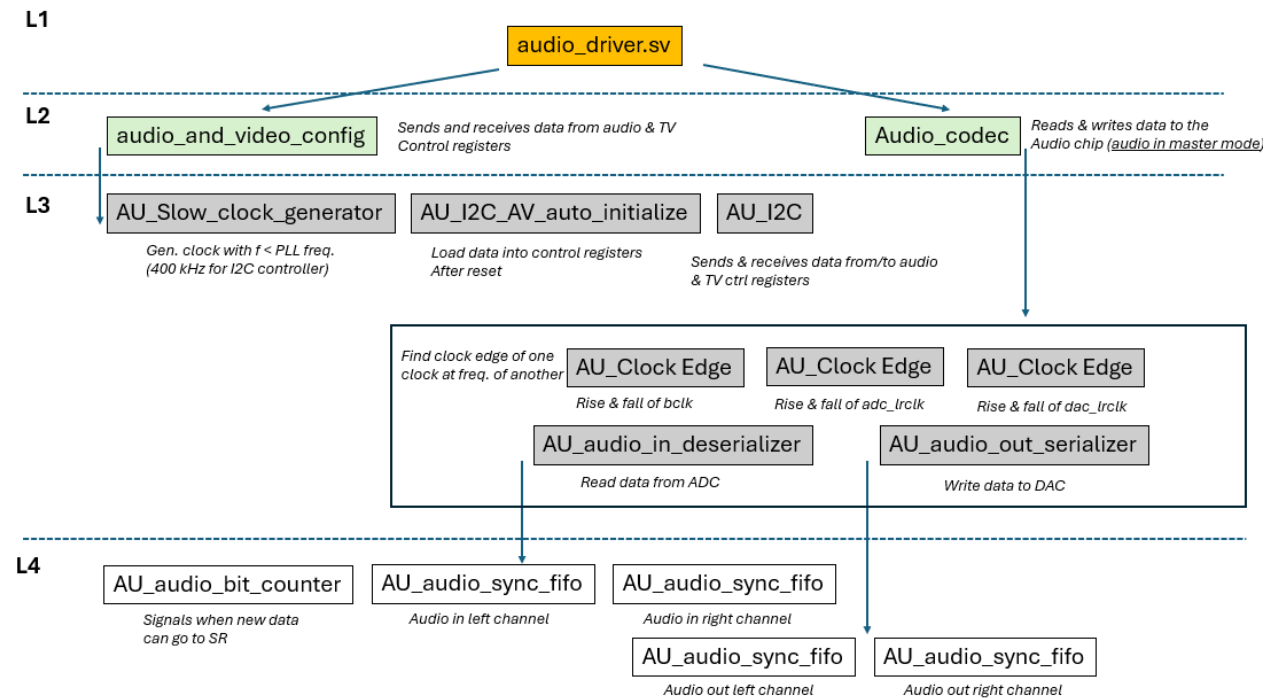 L1
audio_driver.sv
L2
audio_and_video_config
Sends and receives data from audio & TV
Control registers
Audio_codec
Reads & writes data to the
Audio chip (audio in master mode)
L3
AU_Slow_clock_generator
AU_I2C_AV_auto_initialize
AU_I2C
Gen. clock with f < PLL freq.
(400 kHz for I2C controller)
Load data into control registers
After reset
Sends & receives data from/to audio
& TV ctrl registers
Find clock edge of one
clock at freq. of another
AU_Clock Edge
AU_Clock Edge
AU_Clock Edge
Rise & fall of bclk
Rise & fall of adc_lrclk
Rise & fall of dac_lrclk
AU_audio_in_deserializer
AU_audio_out_serializer
Read data from ADC
Write data to DAC
L4
AU_audio_bit_counter
AU_audio_sync_fifo
AU_audio_sync_fifo
Signals when new data
can go to SR
Audio in left channel
Audio in right channel
AU_audio_sync_fifo
AU_audio_sync_fifo
Audio out left channel
Audio out right channel